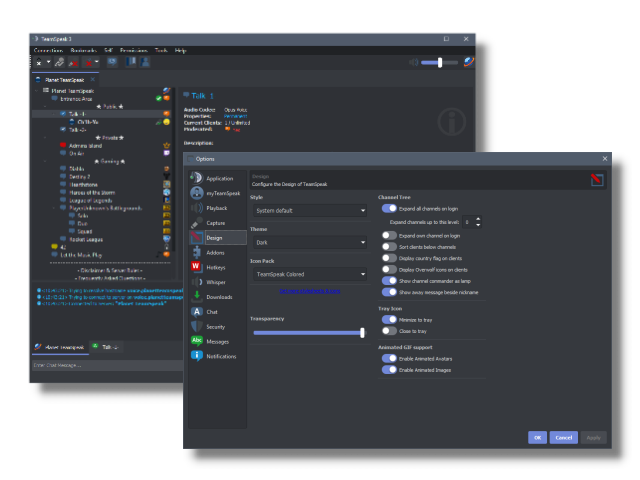 TeamSpeak 3
Connections Bookmarks Self Permissions Tools Help
Planet TeamSpeak
Planet TeamSpeak
Entrance Area
★ Public ★
Talk -1-
Talk -2-
★ Private ★
Admins Island
On Air
★ Gaming ★
Diablo
Destiny 2
Hearthstone
Heroes of the Storm
League of Legends
PlayerUnknown's Battlegrounds
Solo
Duo
Squad
Rocket League
42
Let the Music Play
- Disclaimer & Server Rules -
- Frequently Asked Questions -
Talk 1
Audio Codec: Opus Voice
Properties: Permanent
Current Clients: 1 / Unlimited
Moderated: No
Description:
Planet TeamSpeak
Talk -1-
Enter Chat Message ...
Options
Application
myTeamSpeak
Playback
Capture
Design
Addons
Hotkeys
Whisper
Downloads
Chat
Security
Messages
Notifications
Design
Configure the Design of TeamSpeak
Style
System default
Theme
Dark
Icon Pack
TeamSpeak Colored
Transparency
Channel Tree
Expand all channels on login
Expand channels up to this level:
Expand own channel on login
Sort clients below channels
Display country flag on clients
Display Overwolf icons on clients
Show channel commander as lamp
Show away message beside nickname
Tray Icon
Minimize to tray
Close to tray
Animated GIF support
Enable Animated Avatars
Enable Animated Images
OK Cancel Apply